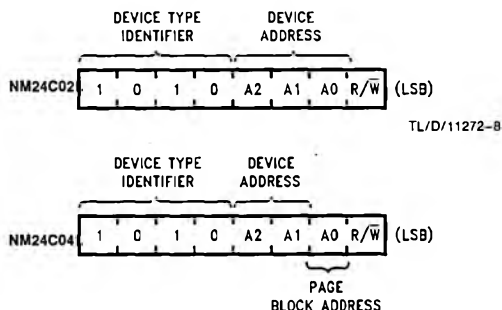 DEVICE TYPE DEVICE
IDENTIFIER ADDRESS
NM24C02 1 0 1 0 A2 A1 A0 R/W̅ (LSB)
TL/D/11272-8
DEVICE TYPE DEVICE
IDENTIFIER ADDRESS
NM24C04 1 0 1 0 A2 A1 A0 R/W̅ (LSB)
PAGE
BLOCK ADDRESS